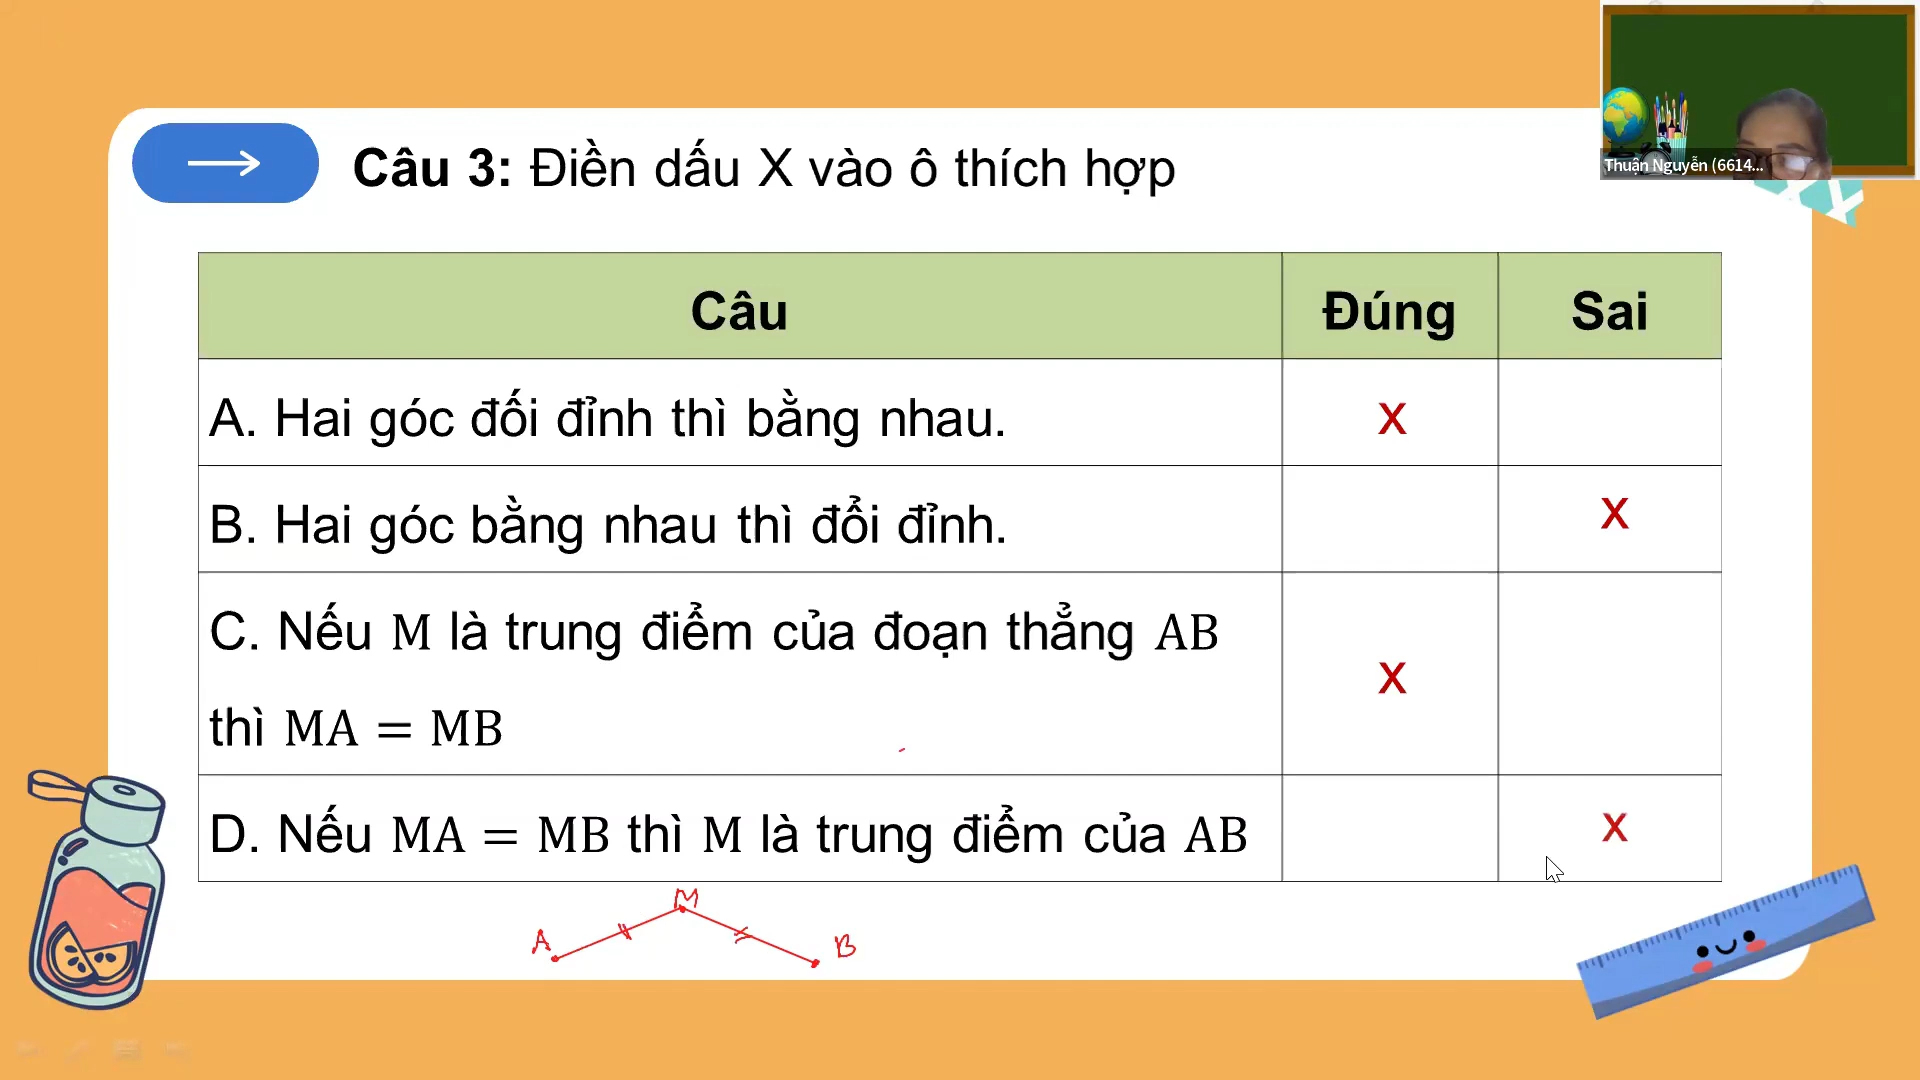 Câu 3: Điền dấu X vào ô thích hợp
Thuận Nguyễn (6614...
Câu
Đúng
Sai
A. Hai góc đối đỉnh thì bằng nhau.
X
B. Hai góc bằng nhau thì đổi đỉnh.
X
C. Nếu M là trung điểm của đoạn thẳng AB
thì MA = MB
X
D. Nếu MA = MB thì M là trung điểm của AB
X
M
A
B